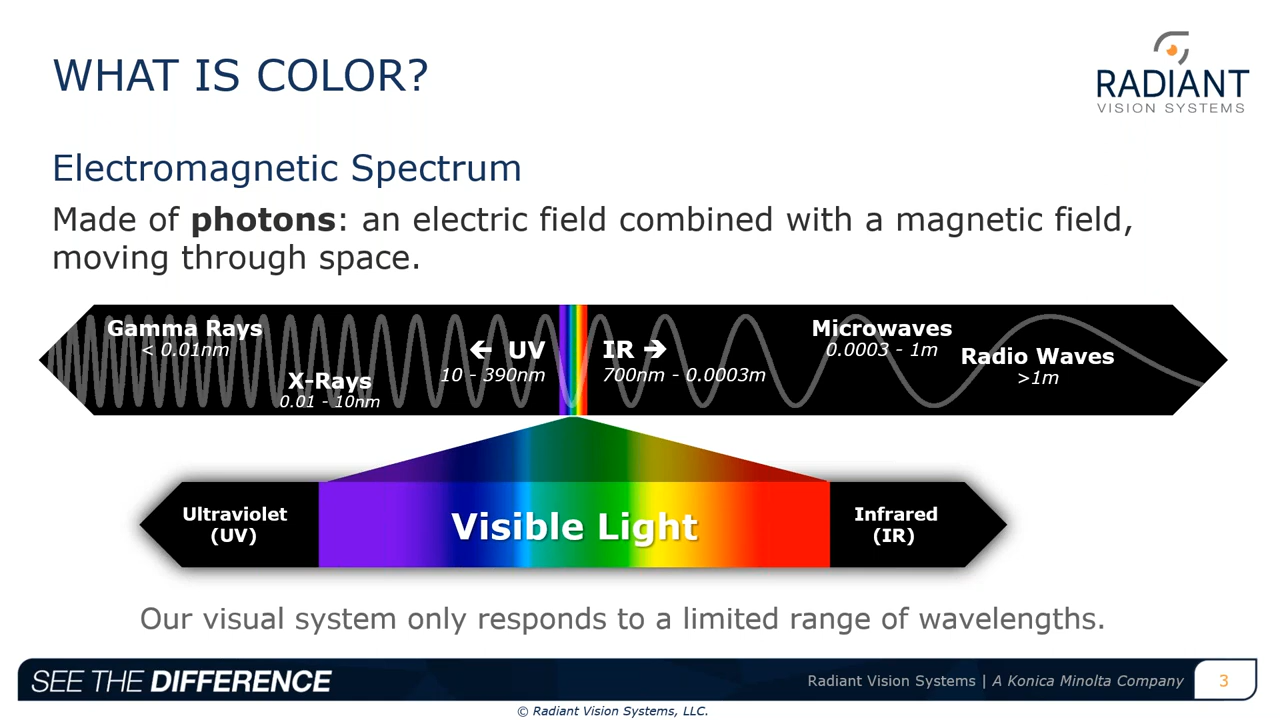 WHAT IS COLOR?
RADIANT
VISION SYSTEMS
Electromagnetic Spectrum
Made of photons: an electric field combined with a magnetic field,
moving through space.
Gamma Rays
< 0.01nm
X-Rays
0.01 - 10nm
← UV
10 - 390nm
IR →
700nm - 0.0003m
Microwaves
0.0003 - 1m
Radio Waves
>1m
Ultraviolet
(UV)
Visible Light
Infrared
(IR)
Our visual system only responds to a limited range of wavelengths.
SEE THE DIFFERENCE
Radiant Vision Systems | A Konica Minolta Company
3
© Radiant Vision Systems, LLC.